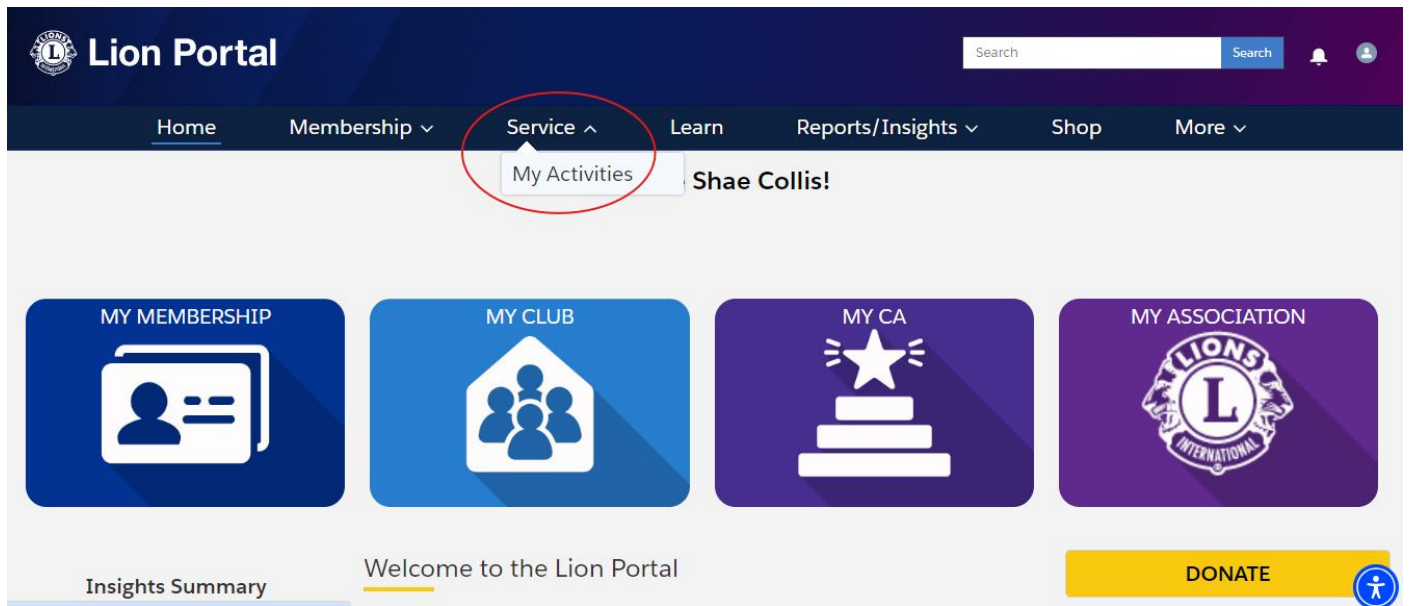 Lion Portal
Search
Search
Home
Membership
Service
Learn
Reports/Insights
Shop
More
My Activities
Shae Collis!
MY MEMBERSHIP
MY CLUB
MY CA
MY ASSOCIATION
LIONS
L
INTERNATIONAL
Insights Summary
Welcome to the Lion Portal
DONATE